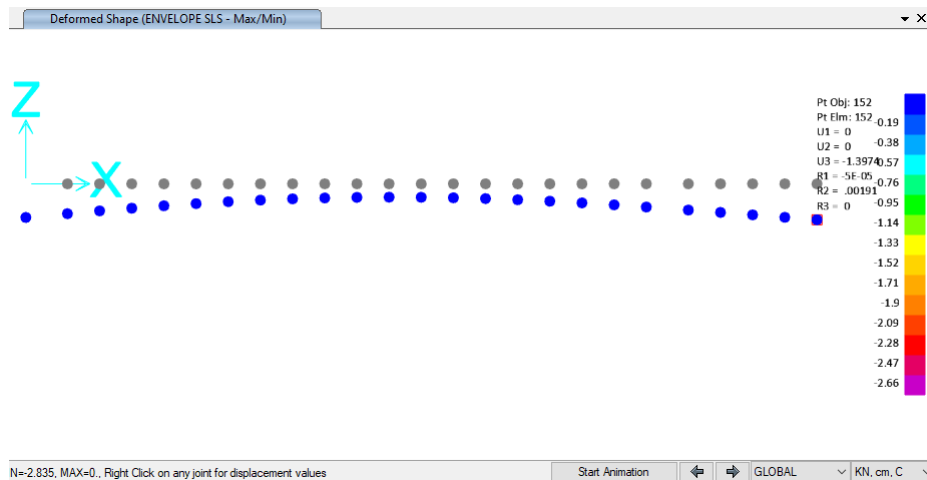 Deformed Shape (ENVELOPE SLS - Max/Min)
Z
X
Pt Obj: 152
Pt Elm: 152
U1 = 0
U2 = 0
U3 = -1.3974
R1 = -5E-05
R2 = .00191
R3 = 0
-0.19
-0.38
-0.57
-0.76
-0.95
-1.14
-1.33
-1.52
-1.71
-1.9
-2.09
-2.28
-2.47
-2.66
N=-2.835, MAX=0., Right Click on any joint for displacement values
Start Animation
GLOBAL
KN, cm, C